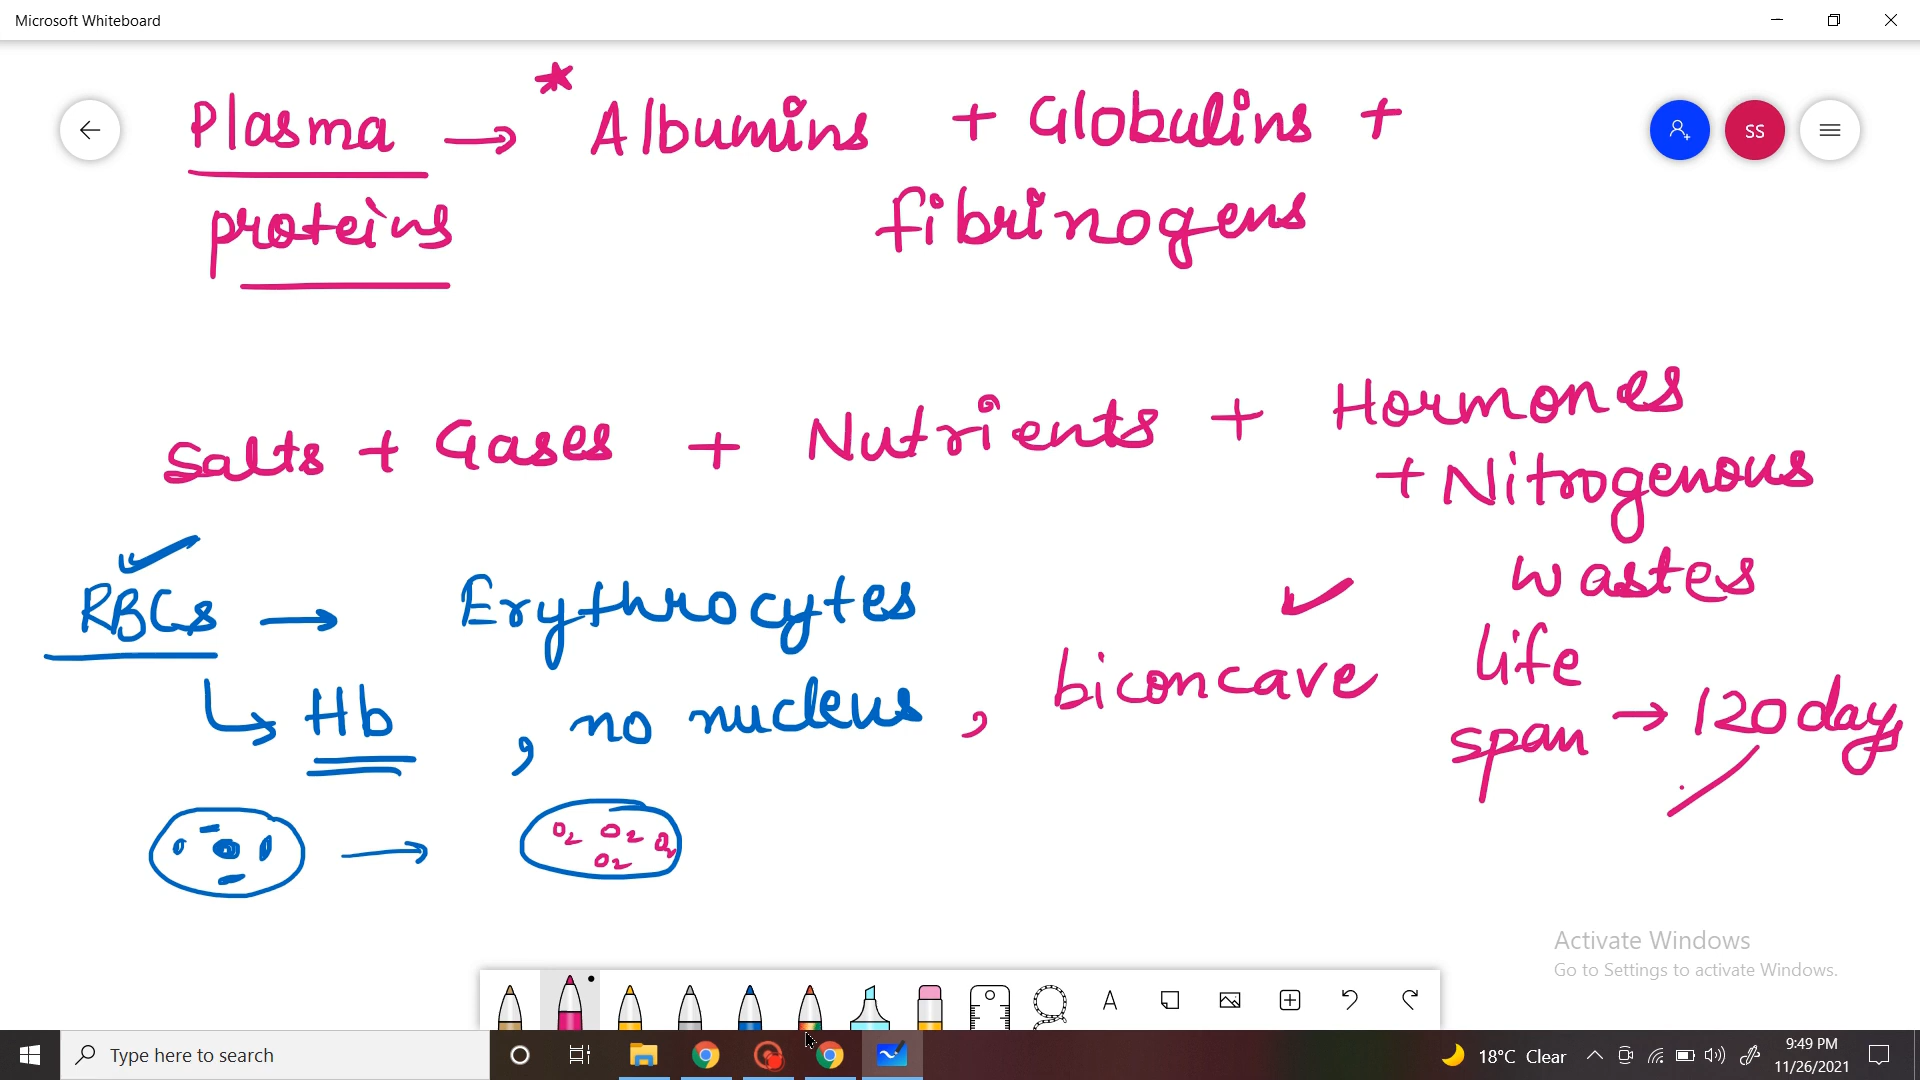 Microsoft Whiteboard
* 
Plasma → Albumins + Globulins +
proteins fibrinogens
SS
Salts + Gases + Nutrients + Hormones
+ Nitrogenous
wastes
RBCs → Erythrocytes
↳ Hb , no nucleus , biconcave
life
span → 120 days
→ O2 O2 O2
O2
Activate Windows
Go to Settings to activate Windows.
A
Type here to search
18°C Clear
9:49 PM
11/26/2021